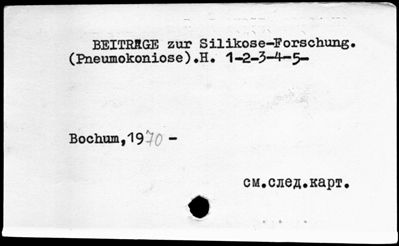 BEITRÄGE zur Silikose-Forschung.
(Pneumokoniose).H. 1-2-3-4-5-
Bochum,1970 -
см.след.карт.